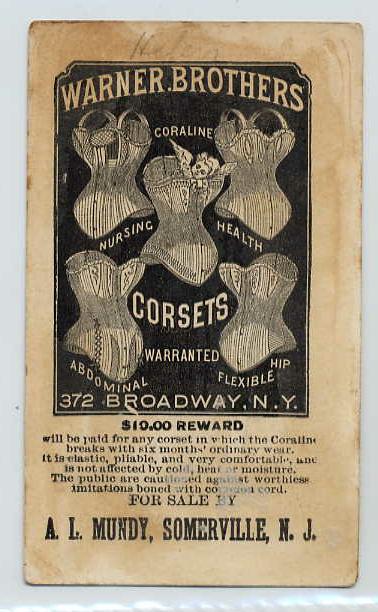 WARNER BROTHERS
CORALINE
NURSING
HEALTH
CORSETS
WARRANTED
ABDOMINAL
FLEXIBLE HIP
372 BROADWAY, N.Y.
$10.00 REWARD
will be paid for any corset in which the Coraline
breaks with six months' ordinary wear.
It is elastic, pliable, and very comfortable, and
is not affected by cold, heat or moisture.
The public are cautioned against worthless
imitations boned with cord.
FOR SALE BY
A. L. MUNDY, SOMERVILLE, N. J.